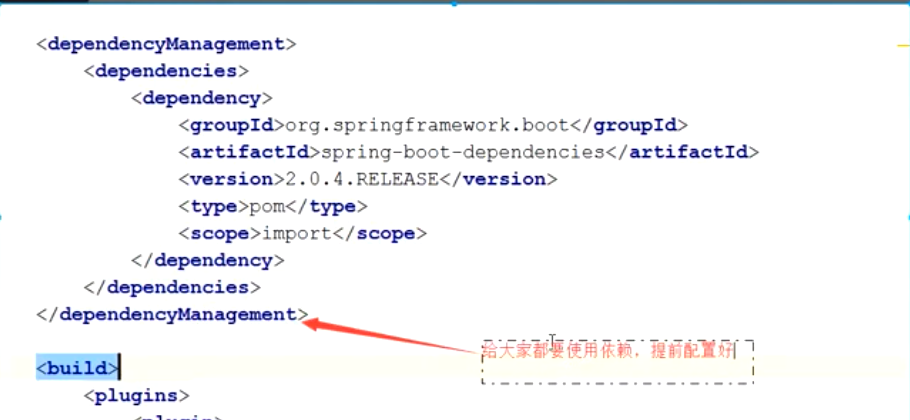 <dependencyManagement>
<dependencies>
<dependency>
<groupId>org.springframework.boot</groupId>
<artifactId>spring-boot-dependencies</artifactId>
<version>2.0.4.RELEASE</version>
<type>pom</type>
<scope>import</scope>
</dependency>
</dependencies>
</dependencyManagement>
给大家都要使用依赖，提前配置好
<build>
<plugins>